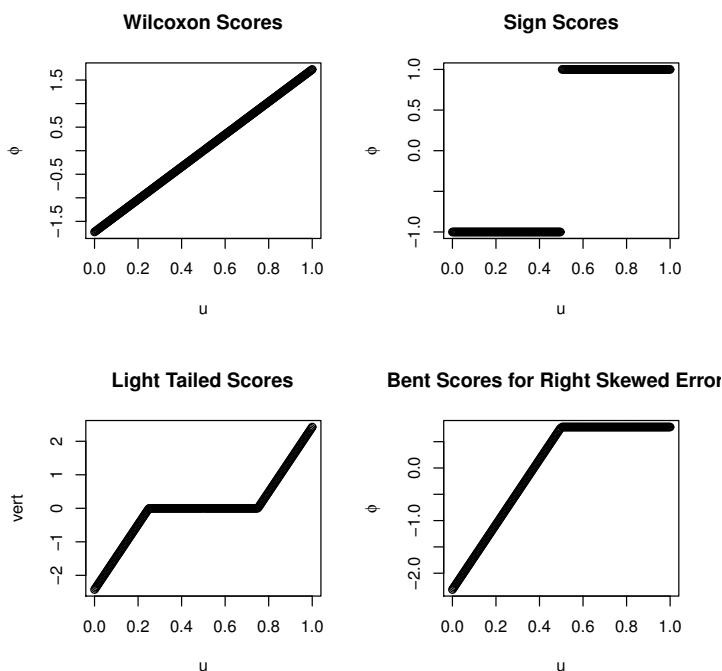 Wilcoxon Scores
ϕ
−1.5
−0.5
0.5
1.5
0.0 0.2 0.4 0.6 0.8 1.0
u
Sign Scores
ϕ
−1.0
0.0
0.5
1.0
0.0 0.2 0.4 0.6 0.8 1.0
u
Light Tailed Scores
vert
−2
−1
0
1
2
0.0 0.2 0.4 0.6 0.8 1.0
u
Bent Scores for Right Skewed Error
ϕ
−2.0
−1.0
0.0
0.0 0.2 0.4 0.6 0.8 1.0
u